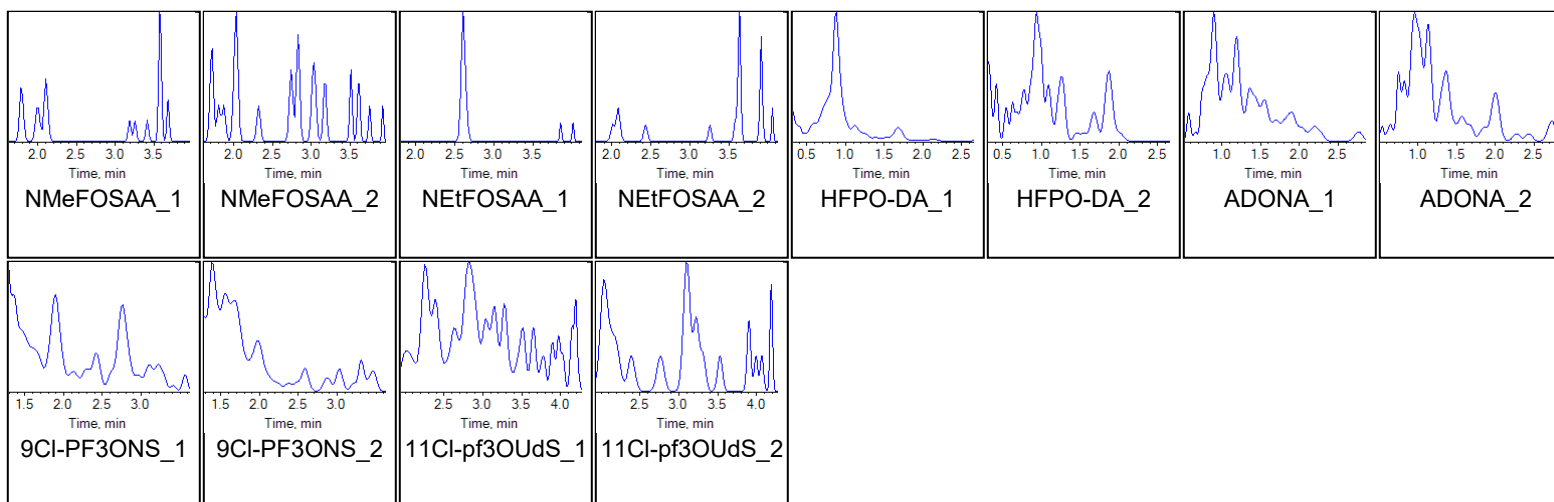 2.0 2.5 3.0 3.5 2.0 2.5 3.0 3.5 2.0 2.5 3.0 3.5 2.0 2.5 3.0 3.5 0.5 1.0 1.5 2.0 2.5 0.5 1.0 1.5 2.0 2.5 1.0 1.5 2.0 2.5 1.0 1.5 2.0 2.5
Time, min Time, min Time, min Time, min Time, min Time, min Time, min Time, min
NMeFOSAA_1 NMeFOSAA_2 NEtFOSAA_1 NEtFOSAA_2 HFPO-DA_1 HFPO-DA_2 ADONA_1 ADONA_2
1.5 2.0 2.5 3.0 1.5 2.0 2.5 3.0 2.5 3.0 3.5 4.0 2.5 3.0 3.5 4.0
Time, min Time, min Time, min Time, min
9Cl-PF3ONS_1 9Cl-PF3ONS_2 11Cl-pf3OUdS_1 11Cl-pf3OUdS_2